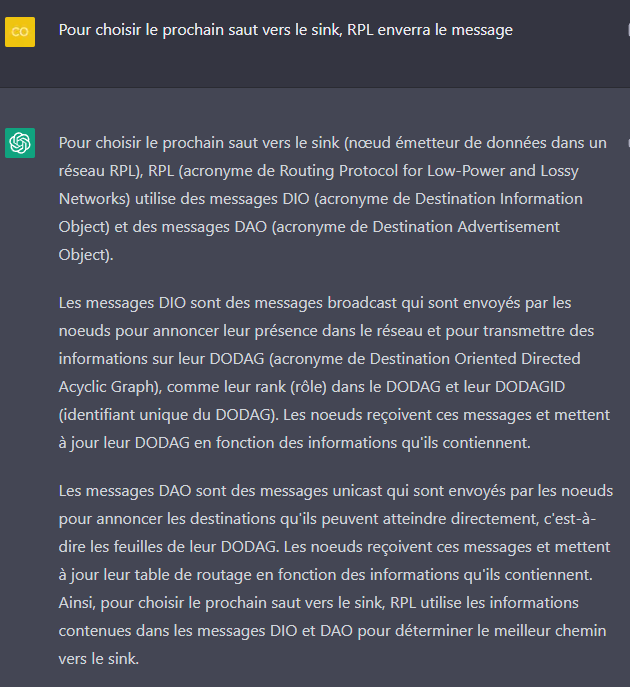 CO
Pour choisir le prochain saut vers le sink, RPL enverra le message
Pour choisir le prochain saut vers le sink (nœud émetteur de données dans un
réseau RPL), RPL (acronyme de Routing Protocol for Low-Power and Lossy
Networks) utilise des messages DIO (acronyme de Destination Information
Object) et des messages DAO (acronyme de Destination Advertisement
Object).
Les messages DIO sont des messages broadcast qui sont envoyés par les
noeuds pour annoncer leur présence dans le réseau et pour transmettre des
informations sur leur DODAG (acronyme de Destination Oriented Directed
Acyclic Graph), comme leur rank (rôle) dans le DODAG et leur DODAGID
(identifiant unique du DODAG). Les noeuds reçoivent ces messages et mettent
à jour leur DODAG en fonction des informations qu'ils contiennent.
Les messages DAO sont des messages unicast qui sont envoyés par les noeuds
pour annoncer les destinations qu'ils peuvent atteindre directement, c'est-à-
dire les feuilles de leur DODAG. Les noeuds reçoivent ces messages et mettent
à jour leur table de routage en fonction des informations qu'ils contiennent.
Ainsi, pour choisir le prochain saut vers le sink, RPL utilise les informations
contenues dans les messages DIO et DAO pour déterminer le meilleur chemin
vers le sink.